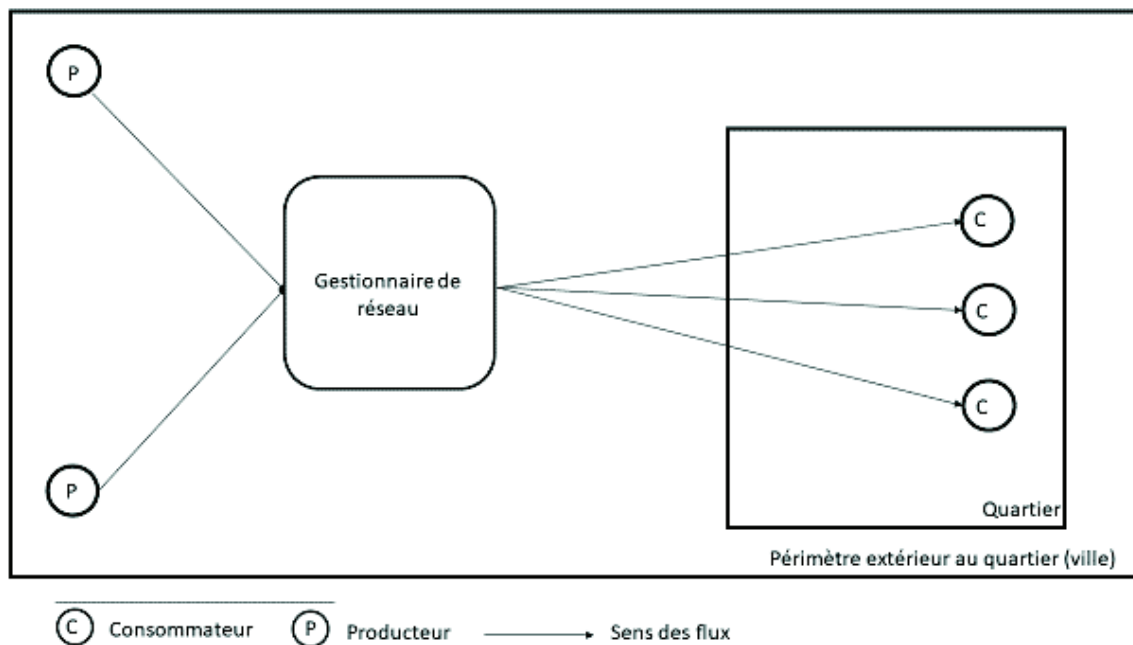 P
Gestionnaire de
réseau
C
C
C
P
Quartier
Périmètre extérieur au quartier (ville)
C Consommateur P Producteur Sens des flux